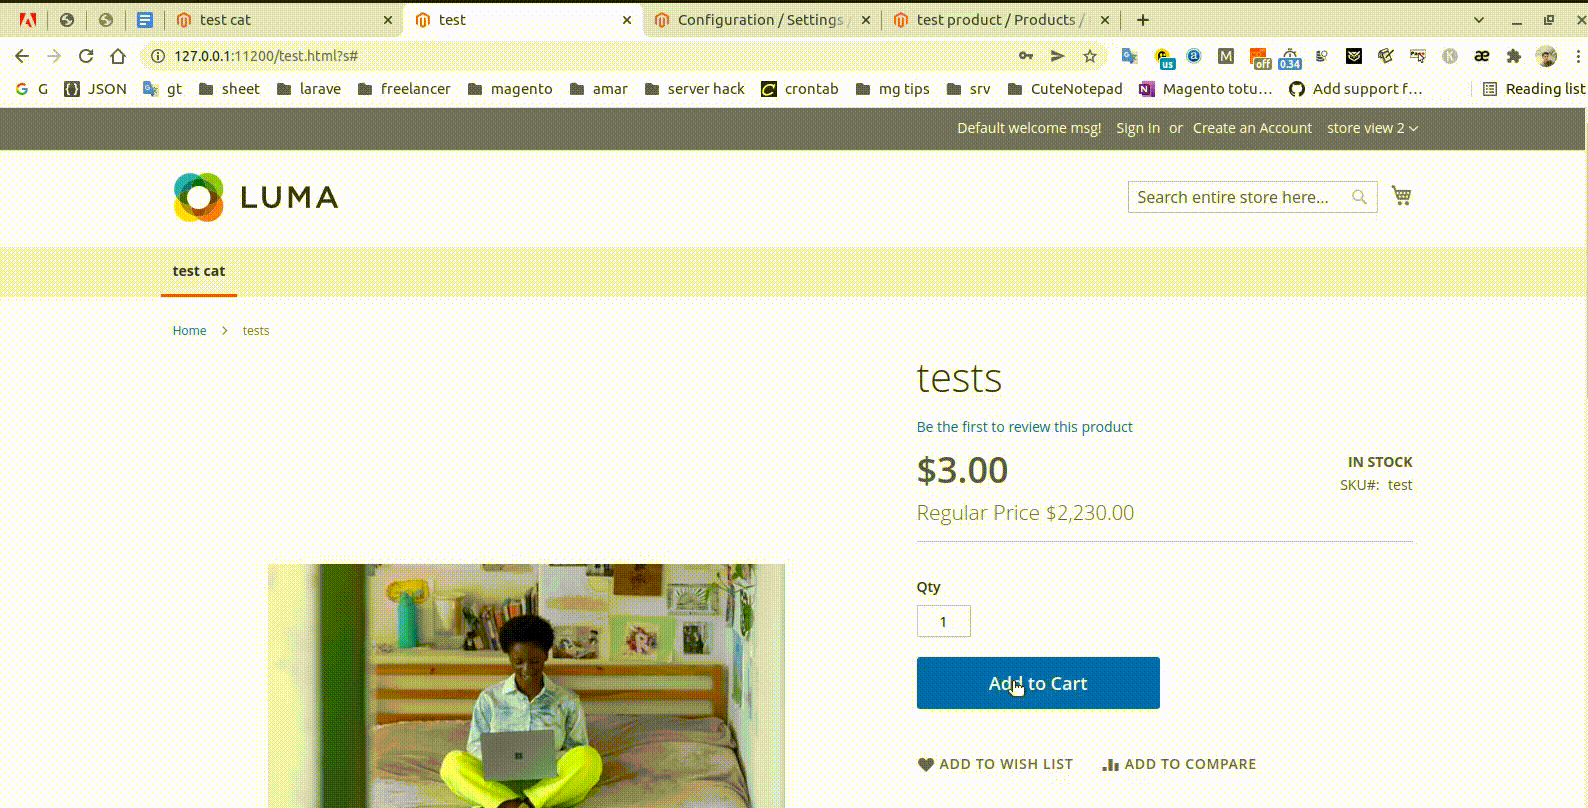 test cat
test
Configuration / Settings /
test product / Products /
127.0.0.1:11200/test.html?s#
M
us
off
0.34
K
æ
G
JSON
gt
sheet
larave
freelancer
magento
amar
server hack
crontab
mg tips
srv
CuteNotepad
Magento totu...
Add support f...
Reading list
Default welcome msg!
Sign In or Create an Account
store view 2
LUMA
Search entire store here...
test cat
Home > tests
tests
Be the first to review this product
$3.00
IN STOCK
SKU#: test
Regular Price $2,230.00
Qty
1
Add to Cart
ADD TO WISH LIST
ADD TO COMPARE